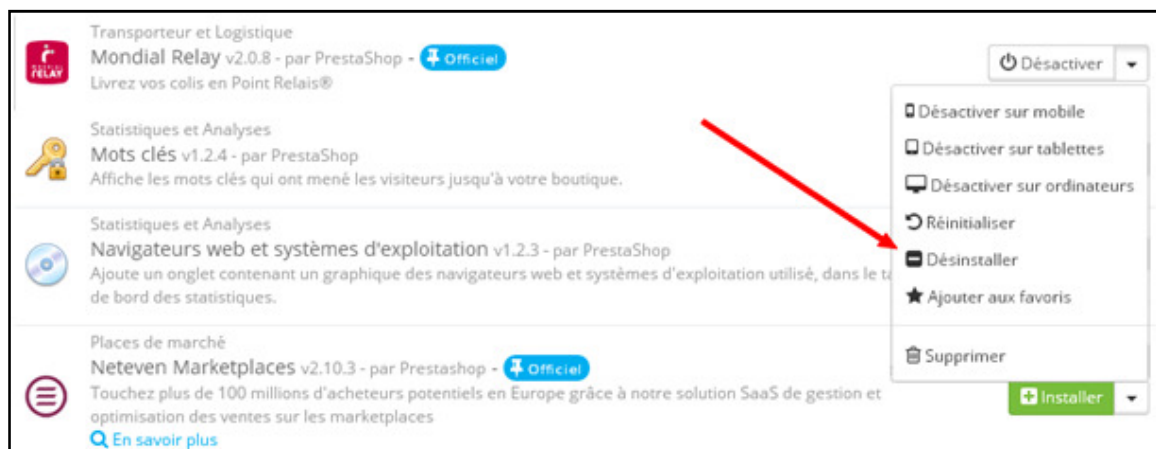 Transporteur et Logistique
Mondial Relay v2.0.8 - par PrestaShop - Officiel
Livrez vos colis en Point Relais®
Désactiver
Désactiver sur mobile
Désactiver sur tablettes
Désactiver sur ordinateurs
Réinitialiser
Désinstaller
Ajouter aux favoris
Supprimer
Statistiques et Analyses
Mots clés v1.2.4 - par PrestaShop
Affiche les mots clés qui ont mené les visiteurs jusqu'à votre boutique.
Statistiques et Analyses
Navigateurs web et systèmes d'exploitation v1.2.3 - par PrestaShop
Ajoute un onglet contenant un graphique des navigateurs web et systèmes d'exploitation utilisé, dans le
de bord des statistiques.
Places de marché
Neteven Marketplaces v2.10.3 - par Prestashop - Officiel
Touchez plus de 100 millions d'acheteurs potentiels en Europe grâce à notre solution SaaS de gestion et
optimisation des ventes sur les marketplaces
En savoir plus
Installer